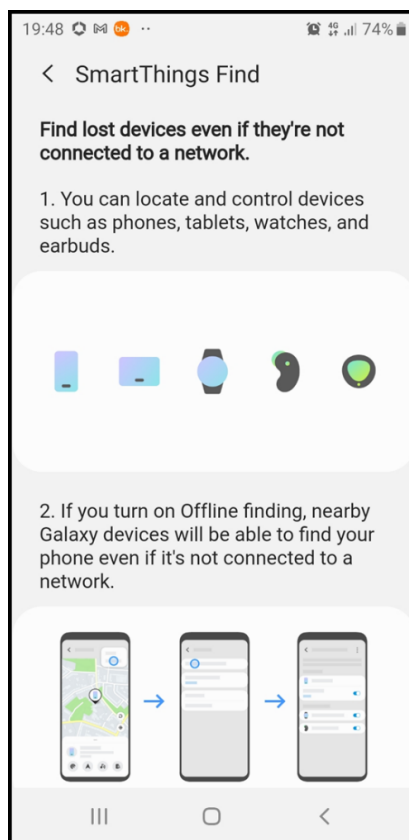 19:48 bk. 4G 74%
SmartThings Find
Find lost devices even if they're not
connected to a network.
1. You can locate and control devices
such as phones, tablets, watches, and
earbuds.
2. If you turn on Offline finding, nearby
Galaxy devices will be able to find your
phone even if it's not connected to a
network.